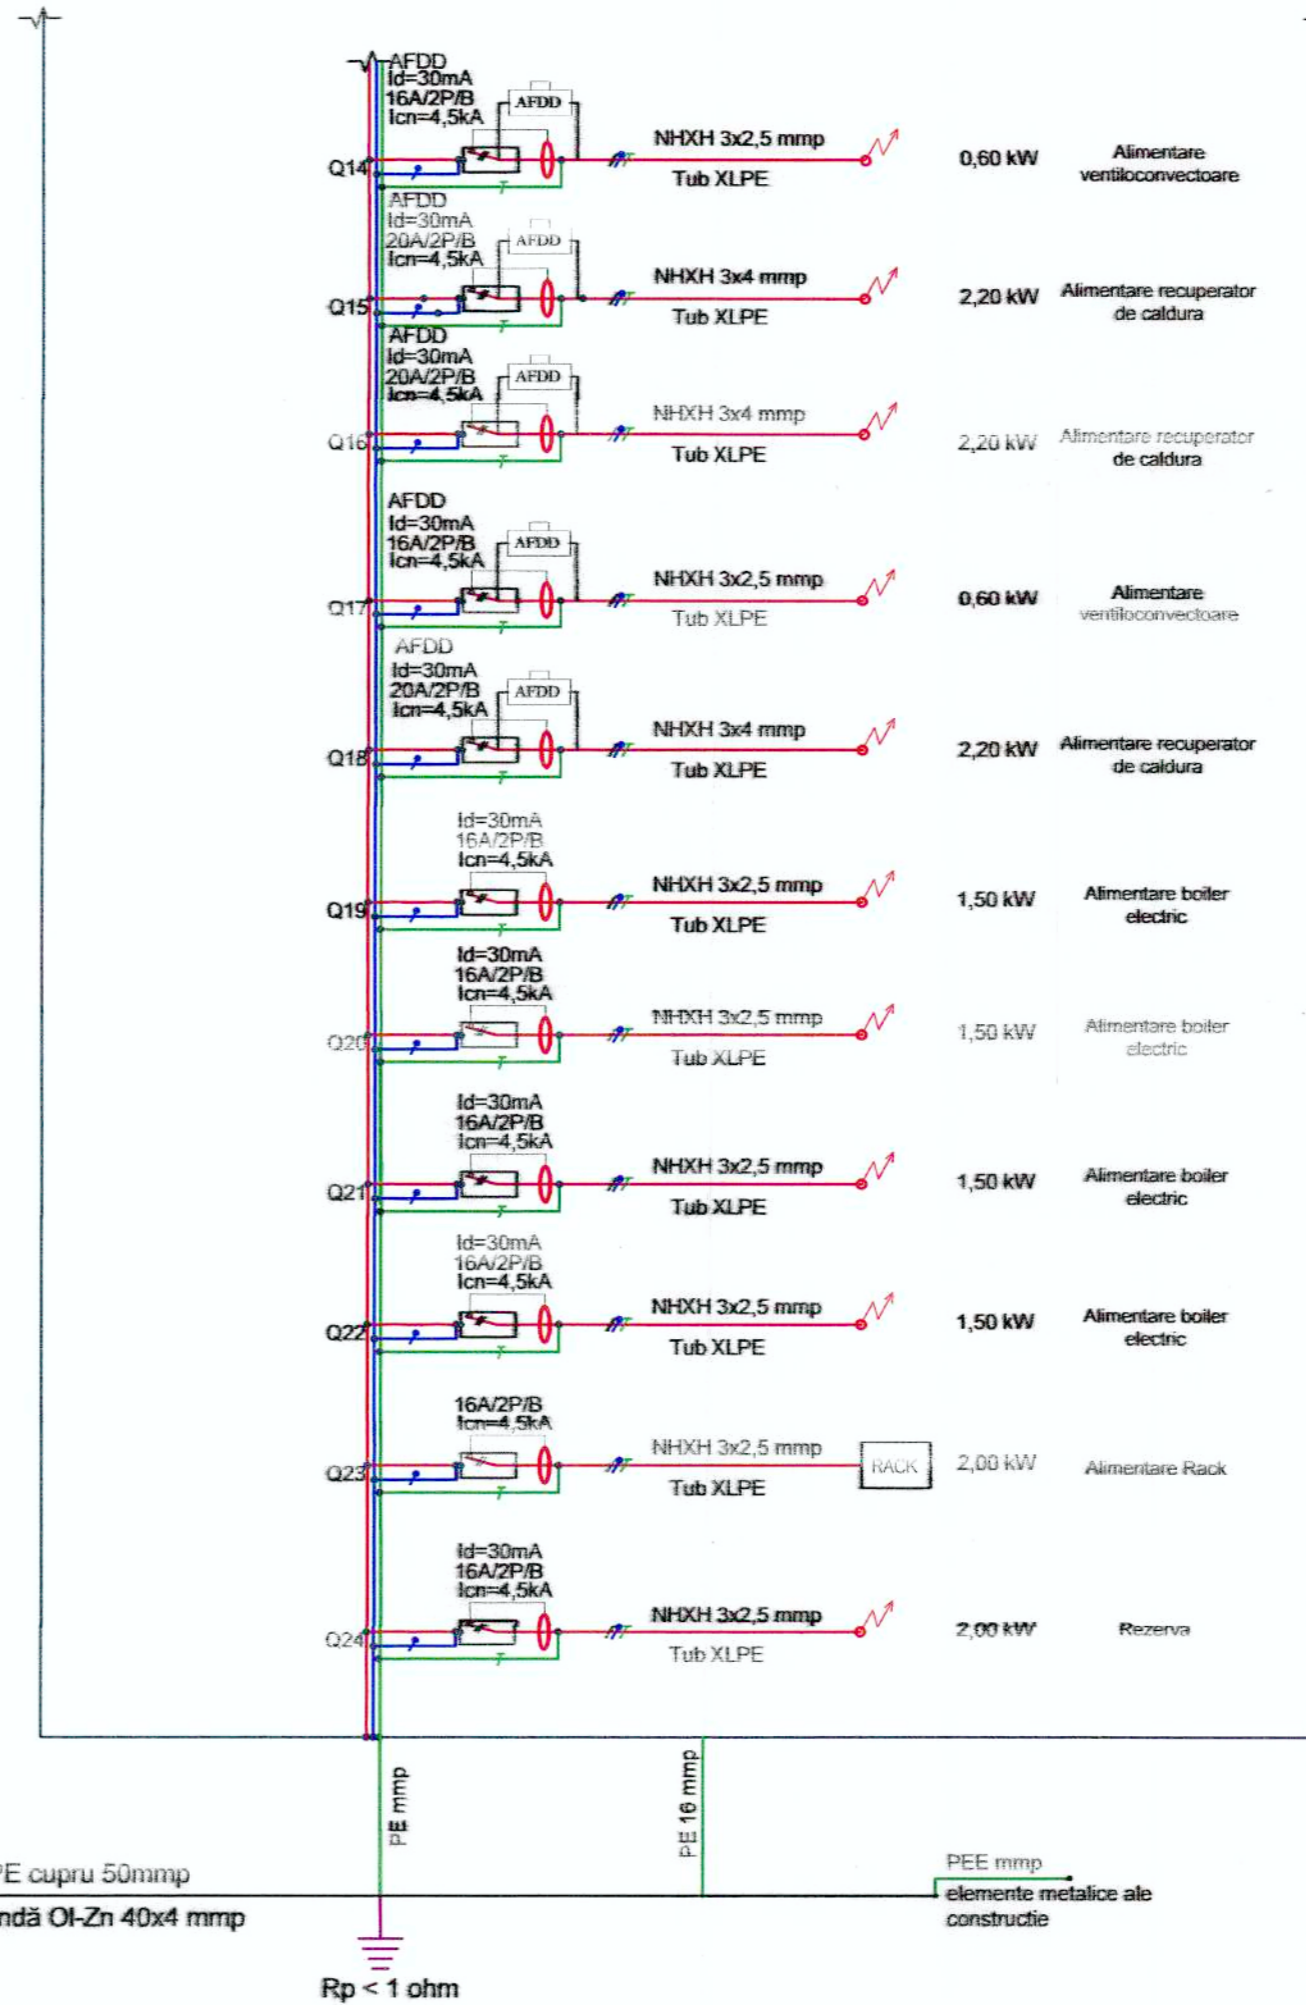 AFDD
Id=30mA
16A/2P/B
Icn=4,5kA
AFDD
Q14
NHXH 3x2,5 mmp
Tub XLPE
0,60 kW
Alimentare
ventiloconvectoare
AFDD
Id=30mA
20A/2P/B
Icn=4,5kA
AFDD
Q15
NHXH 3x4 mmp
Tub XLPE
2,20 kW
Alimentare recuperator
de caldura
AFDD
Id=30mA
20A/2P/B
Icn=4,5kA
AFDD
Q16
NHXH 3x4 mmp
Tub XLPE
2,20 kW
Alimentare recuperator
de caldura
AFDD
Id=30mA
16A/2P/B
Icn=4,5kA
AFDD
Q17
NHXH 3x2,5 mmp
Tub XLPE
0,60 kW
Alimentare
ventiloconvectoare
AFDD
Id=30mA
20A/2P/B
Icn=4,5kA
AFDD
Q18
NHXH 3x4 mmp
Tub XLPE
2,20 kW
Alimentare recuperator
de caldura
Id=30mA
16A/2P/B
Icn=4,5kA
Q19
NHXH 3x2,5 mmp
Tub XLPE
1,50 kW
Alimentare boiler
electric
Id=30mA
16A/2P/B
Icn=4,5kA
Q20
NHXH 3x2,5 mmp
Tub XLPE
1,50 kW
Alimentare boiler
electric
Id=30mA
16A/2P/B
Icn=4,5kA
Q21
NHXH 3x2,5 mmp
Tub XLPE
1,50 kW
Alimentare boiler
electric
Id=30mA
16A/2P/B
Icn=4,5kA
Q22
NHXH 3x2,5 mmp
Tub XLPE
1,50 kW
Alimentare boiler
electric
16A/2P/B
Icn=4,5kA
Q23
NHXH 3x2,5 mmp
Tub XLPE
RACK
2,00 kW
Alimentare Rack
Id=30mA
16A/2P/B
Icn=4,5kA
Q24
NHXH 3x2,5 mmp
Tub XLPE
2,00 kW
Rezerva
PE mmp
PE 16 mmp
PE cupru 50mmp
ndă Ol-Zn 40x4 mmp
PEE mmp
elemente metalice ale
constructie
Rp < 1 ohm